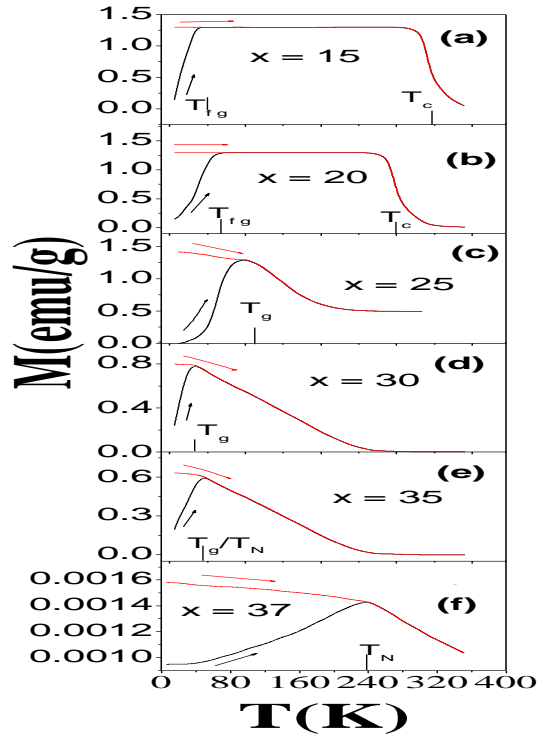 1.5
(a)
1.0
x = 15
0.5
T_fg
T_c
0.0
1.5
(b)
1.0
x = 20
0.5
T_fg
T_c
0.0
1.5
(c)
1.0
x = 25
0.5
T_g
0.0
0.8
(d)
x = 30
0.4
T_g
0.0
0.6
(e)
0.3
x = 35
T_g/T_N
0.0
0.0016
0.0014
x = 37
(f)
0.0012
0.0010
T_N
0 80 160 240 320 400
T(K)
M(emu/g)